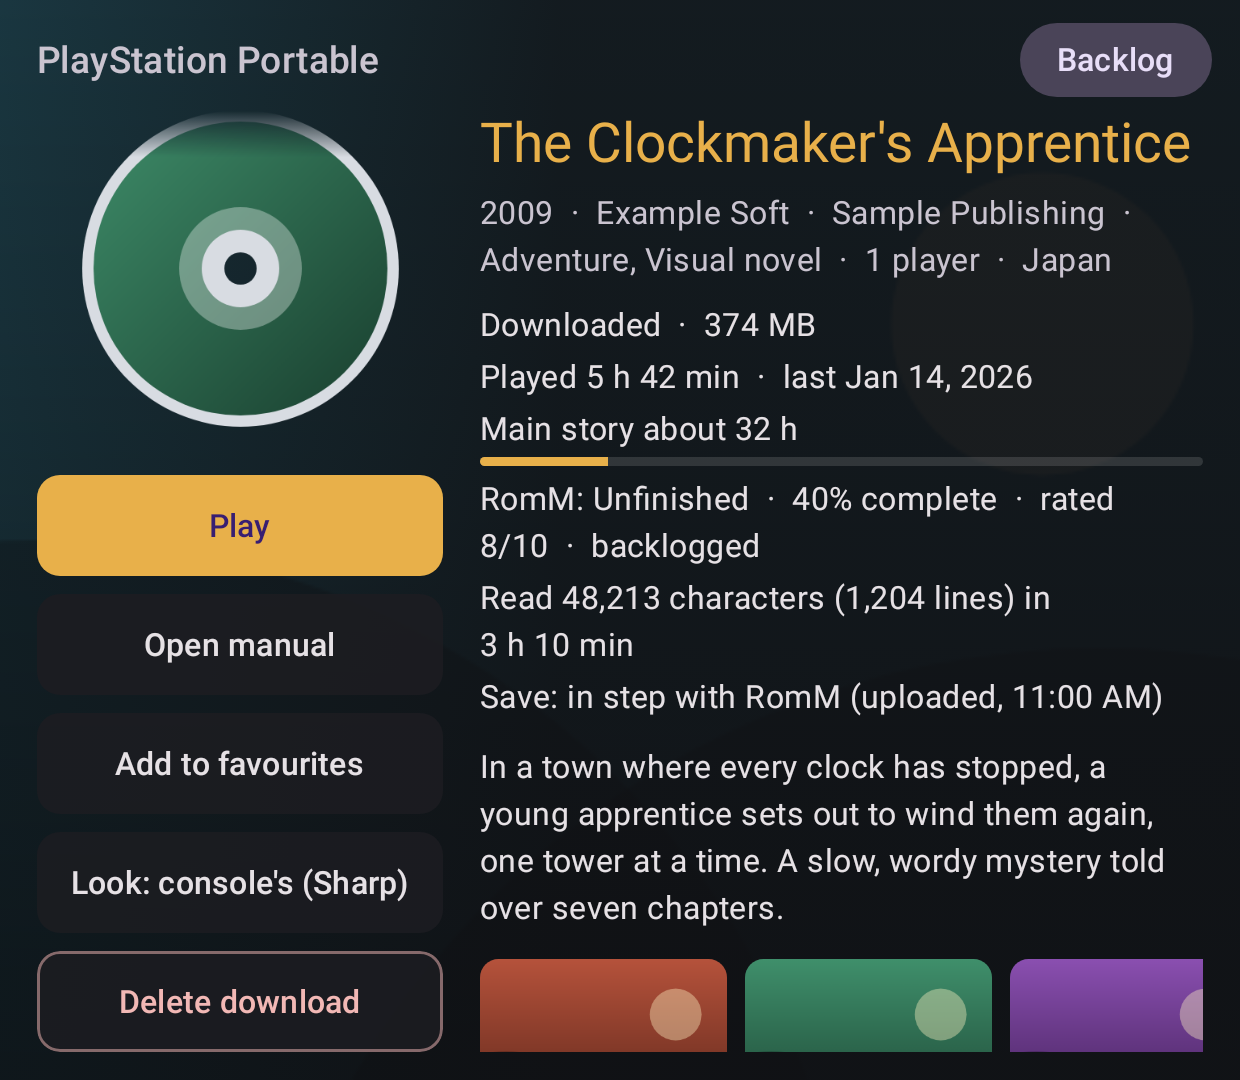 PlayStation Portable
Backlog
The Clockmaker's Apprentice
2009 · Example Soft · Sample Publishing ·
Adventure, Visual novel · 1 player · Japan
Downloaded · 374 MB
Played 5 h 42 min · last Jan 14, 2026
Main story about 32 h
RomM: Unfinished · 40% complete · rated
8/10 · backlogged
Read 48,213 characters (1,204 lines) in
3 h 10 min
Save: in step with RomM (uploaded, 11:00 AM)
In a town where every clock has stopped, a
young apprentice sets out to wind them again,
one tower at a time. A slow, wordy mystery told
over seven chapters.
Play
Open manual
Add to favourites
Look: console's (Sharp)
Delete download